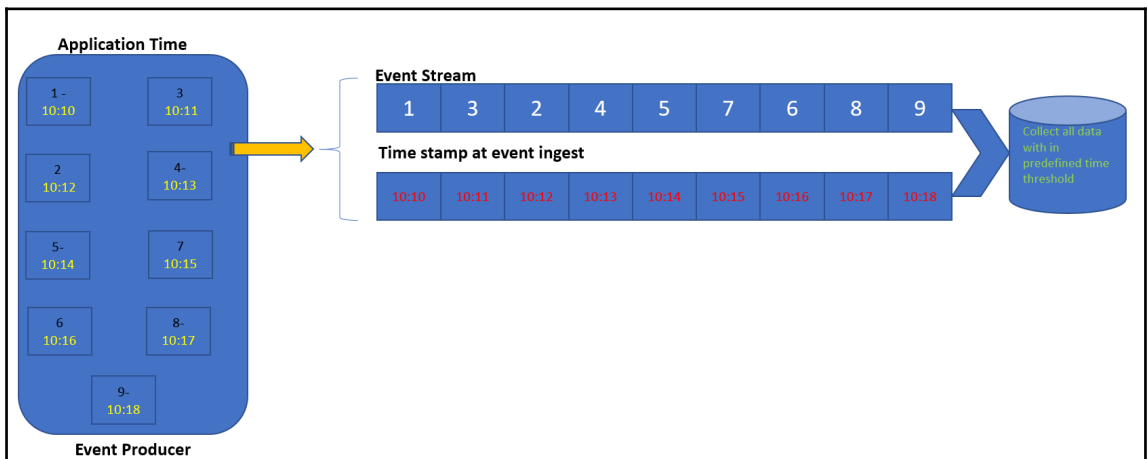 Application Time
1 -
10:10
3
10:11
2
10:12
4-
10:13
5-
10:14
7
10:15
6
10:16
8-
10:17
9-
10:18
Event Producer
Event Stream
1 3 2 4 5 7 6 8 9
Time stamp at event ingest
10:10 10:11 10:12 10:13 10:14 10:15 10:16 10:17 10:18
Collect all data
with in
predefined time
threshold